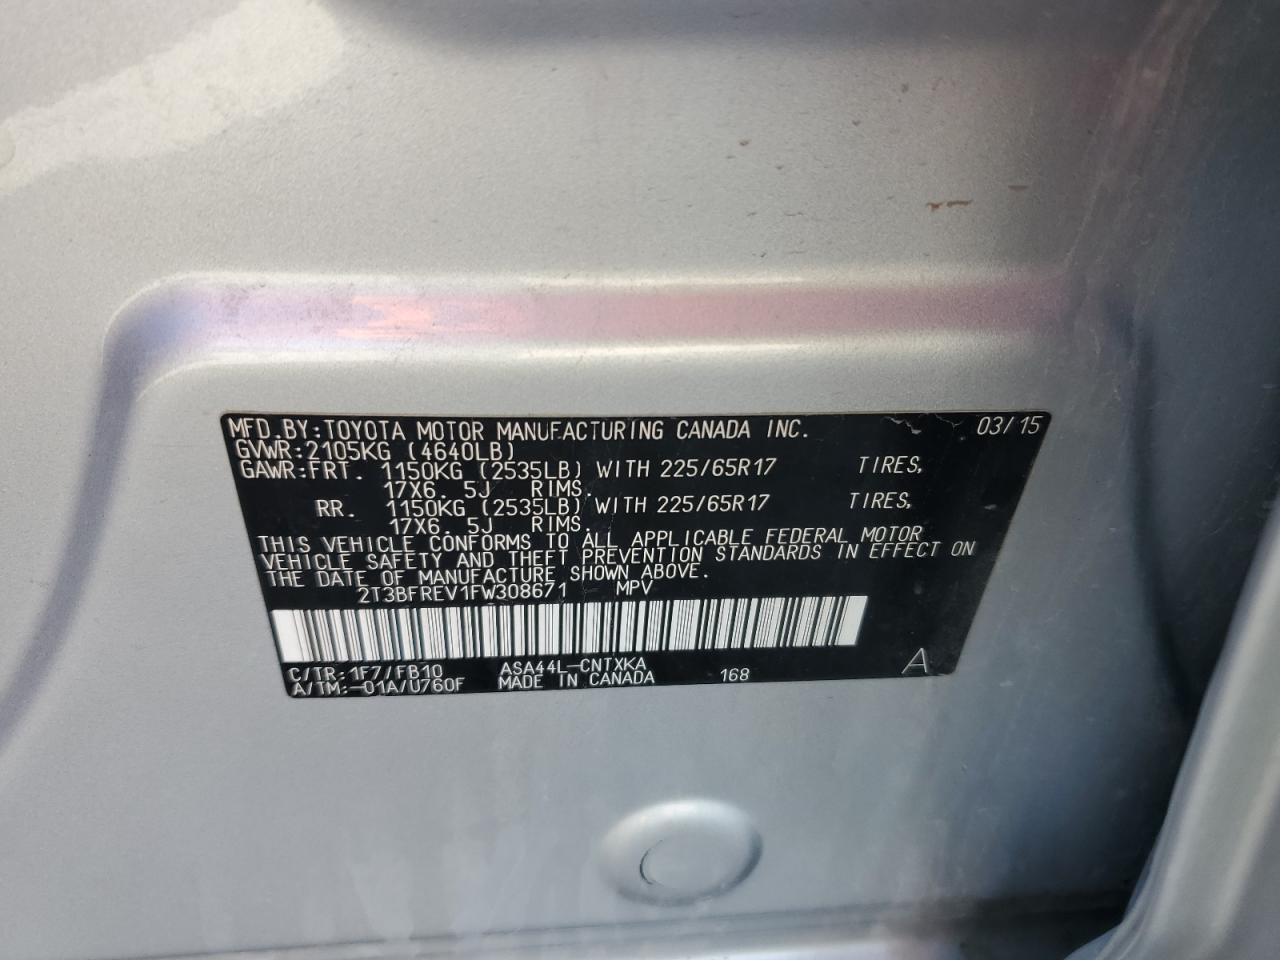 MFD.BY:TOYOTA MOTOR MANUFACTURING CANADA INC. 03/15
GVWR:2105KG (4640LB)
GAWR:FRT. 1150KG (2535LB) WITH 225/65R17 TIRES,
17X6. 5J RIMS.
RR. 1150KG (2535LB) WITH 225/65R17 TIRES,
17X6. 5J RIMS.
THIS VEHICLE CONFORMS TO ALL APPLICABLE FEDERAL MOTOR
VEHICLE SAFETY AND THEFT PREVENTION STANDARDS IN EFFECT ON
THE DATE OF MANUFACTURE SHOWN ABOVE.
2T3BFREV1FW308671 MPV
C/TR:1F7/FB10 ASA44L-CNTXKA 168 A
A/TM:-01A/U760F MADE IN CANADA